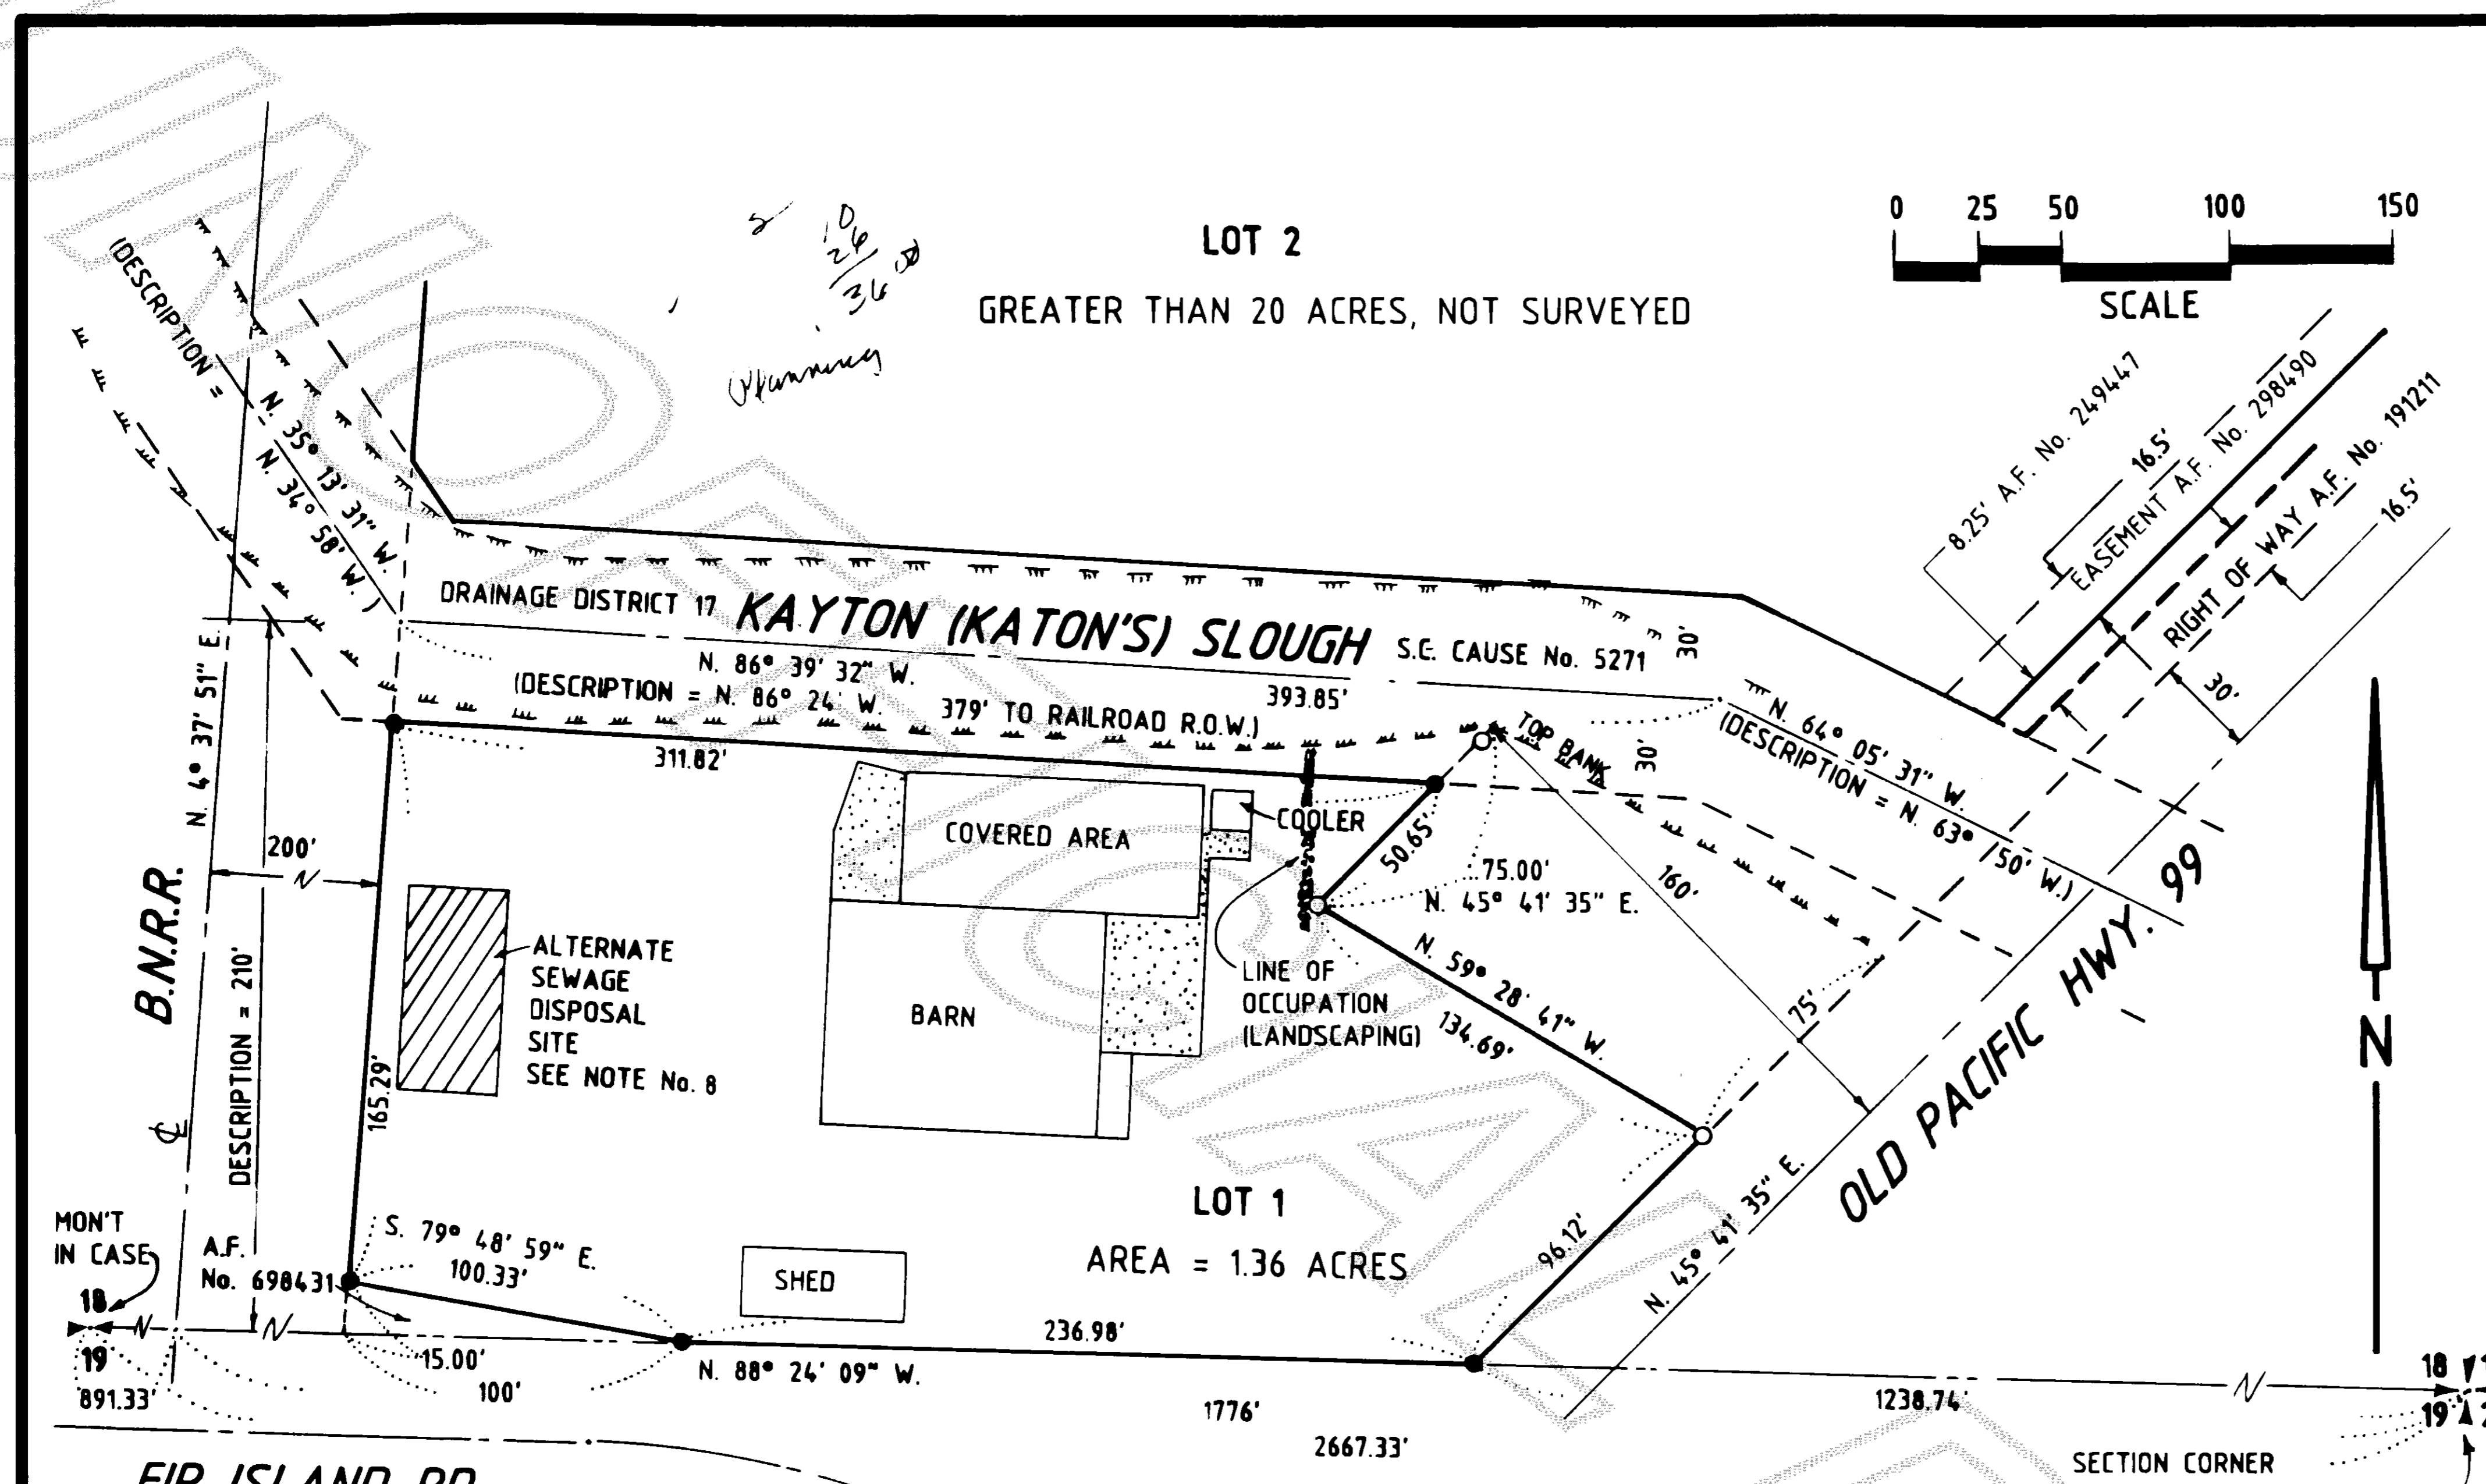 0 25 50 100 150
SCALE
LOT 2
GREATER THAN 20 ACRES, NOT SURVEYED
10
26
36
(DESCRIPTION =
N. 35° 13' 31" W.
N. 34° 58' W. )
8.25' A.F. No. 249447
16.5'
EASEMENT A.F. No. 298490
RIGHT OF WAY A.F. No. 191211
16.5'
30'
DRAINAGE DISTRICT 17 KAYTON (KATON'S) SLOUGH S.C. CAUSE No. 5271
30'
N. 86° 39' 32" W.
393.85'
(DESCRIPTION = N. 86° 24' W. 379' TO RAILROAD R.O.W.)
N. 64° 05' 31" W.
(DESCRIPTION = N. 63° 50' W.)
TOP BANK
30'
311.82'
N. 4° 37' 51" E.
B.N.R.R.
200'
DESCRIPTION = 210'
165.29'
COVERED AREA
COOLER
50.65'
75.00'
N. 45° 41' 35" E.
160'
OLD PACIFIC HWY. 99
ALTERNATE
SEWAGE
DISPOSAL
SITE
SEE NOTE No. 8
BARN
LINE OF
OCCUPATION
(LANDSCAPING)
N. 59° 28' 41" W.
134.69'
75'
N
LOT 1
AREA = 1.36 ACRES
96.12'
N. 45° 41' 35" E.
MON'T
IN CASE
A.F.
No. 698431
S. 79° 48' 59" E.
100.33'
SHED
18
19
891.33'
15.00'
100'
236.98'
N. 88° 24' 09" W.
1776'
2667.33'
1238.74'
18
19
SECTION CORNER
FIR ISLAND RD